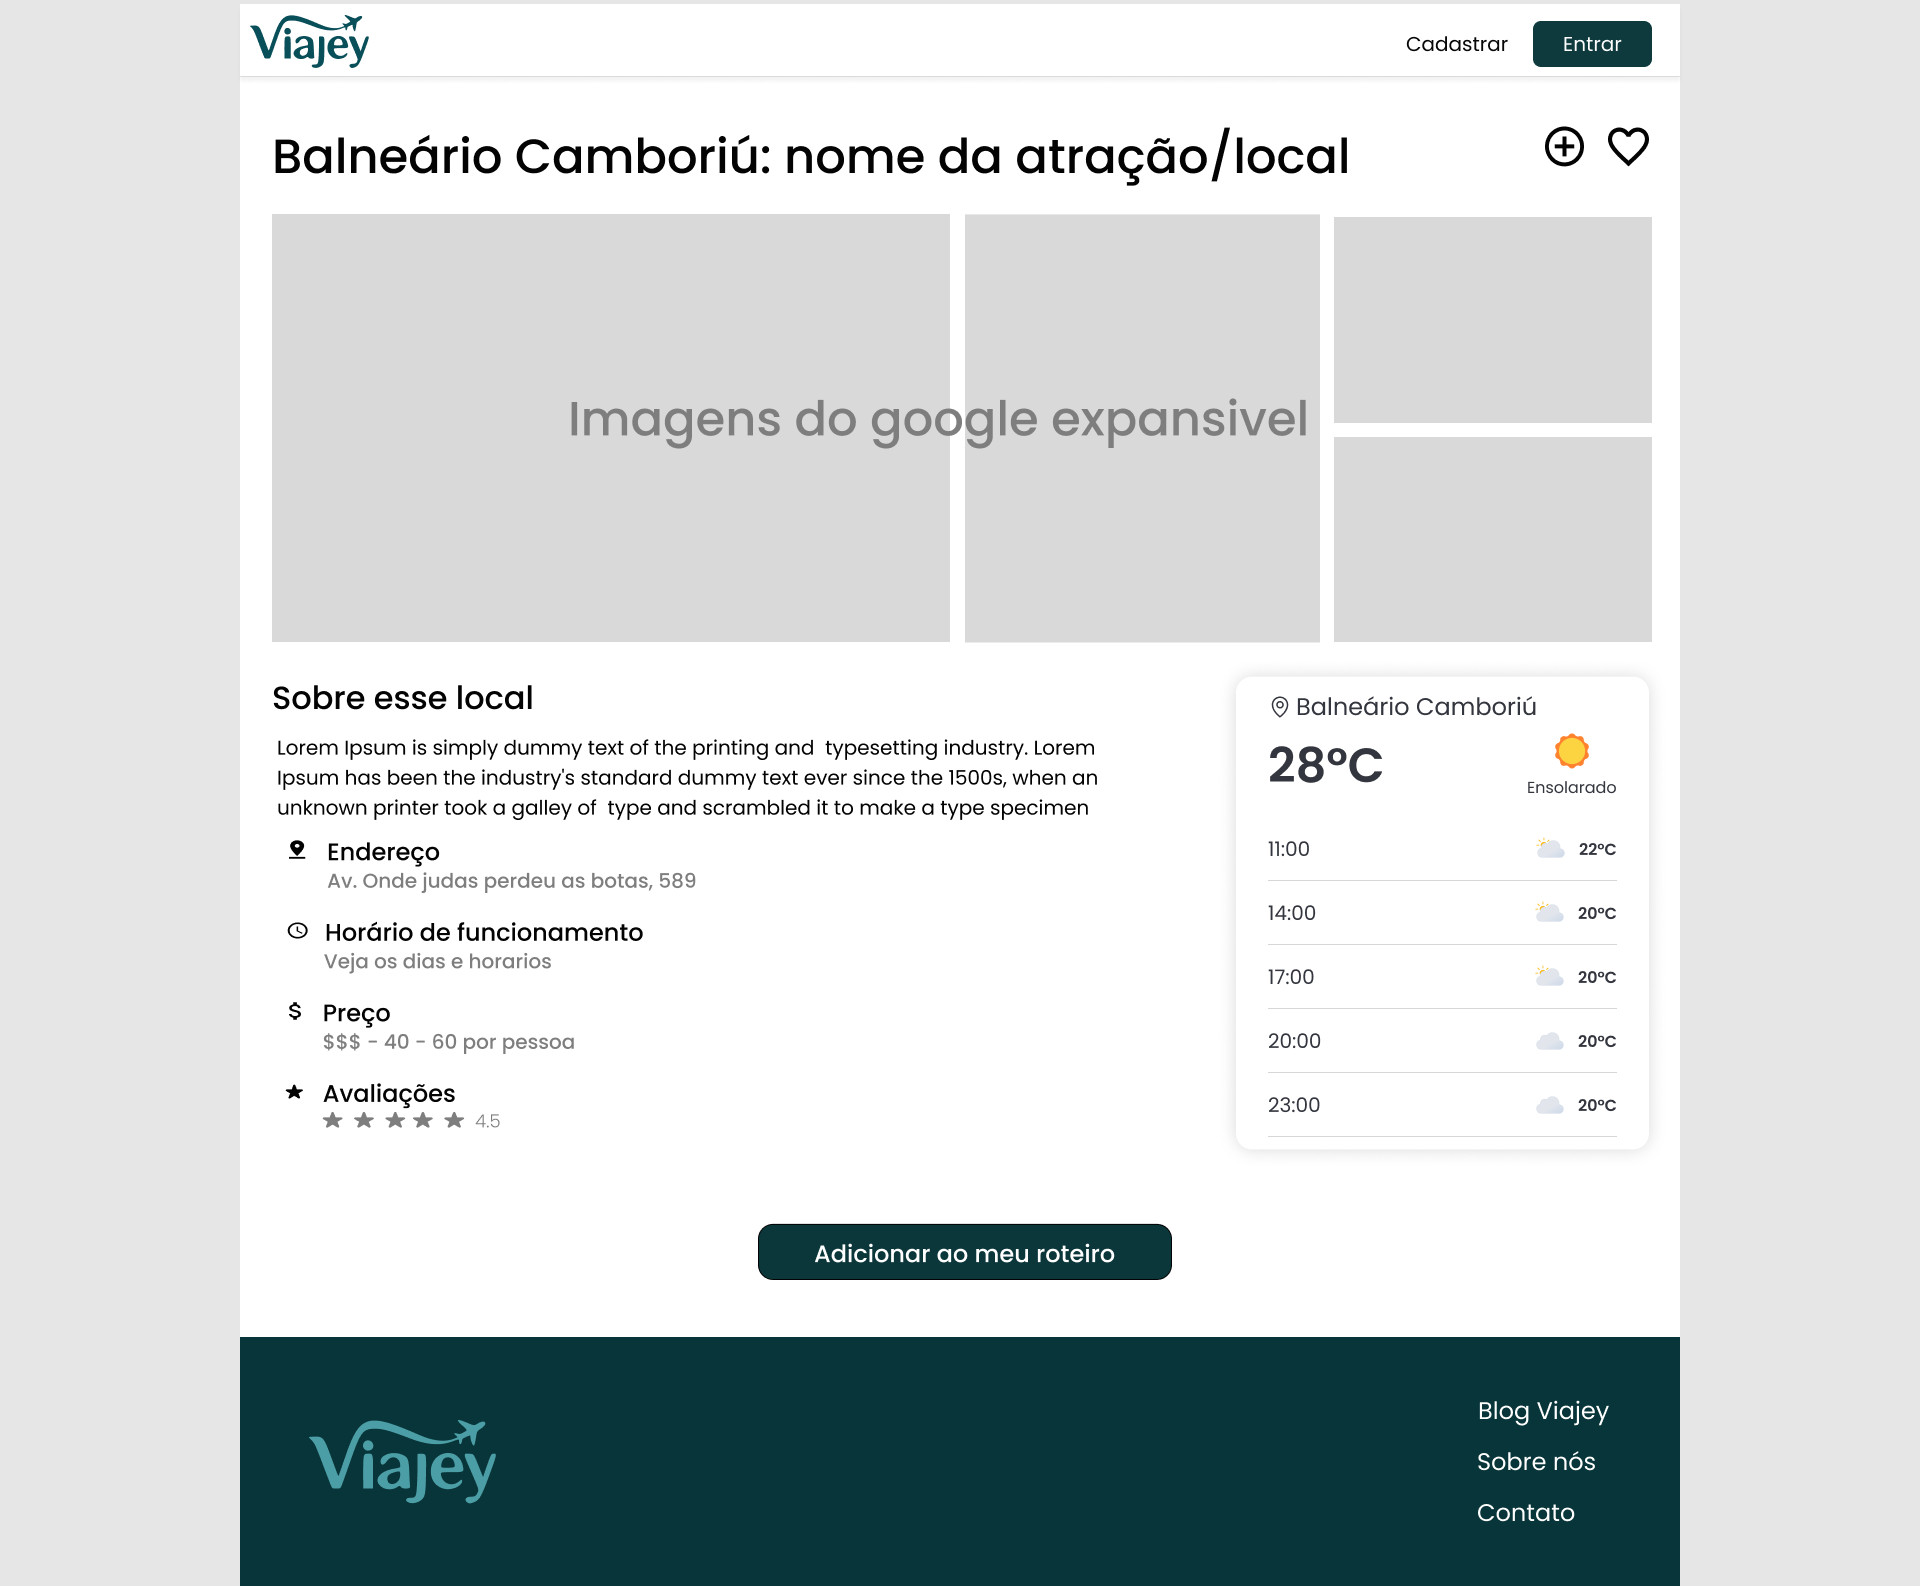 Viajey
Cadastrar
Entrar
Balneário Camboriú: nome da atração/local
Imagens do google expansivel
Sobre esse local
Lorem Ipsum is simply dummy text of the printing and  typesetting industry. Lorem
Ipsum has been the industry's standard dummy text ever since the 1500s, when an
unknown printer took a galley of  type and scrambled it to make a type specimen
Endereço
Av. Onde judas perdeu as botas, 589
Horário de funcionamento
Veja os dias e horarios
Preço
$$$ - 40 - 60 por pessoa
Avaliações
4.5
Balneário Camboriú
28°C
Ensolarado
11:00 22°C
14:00 20°C
17:00 20°C
20:00 20°C
23:00 20°C
Adicionar ao meu roteiro
Viajey
Blog Viajey
Sobre nós
Contato